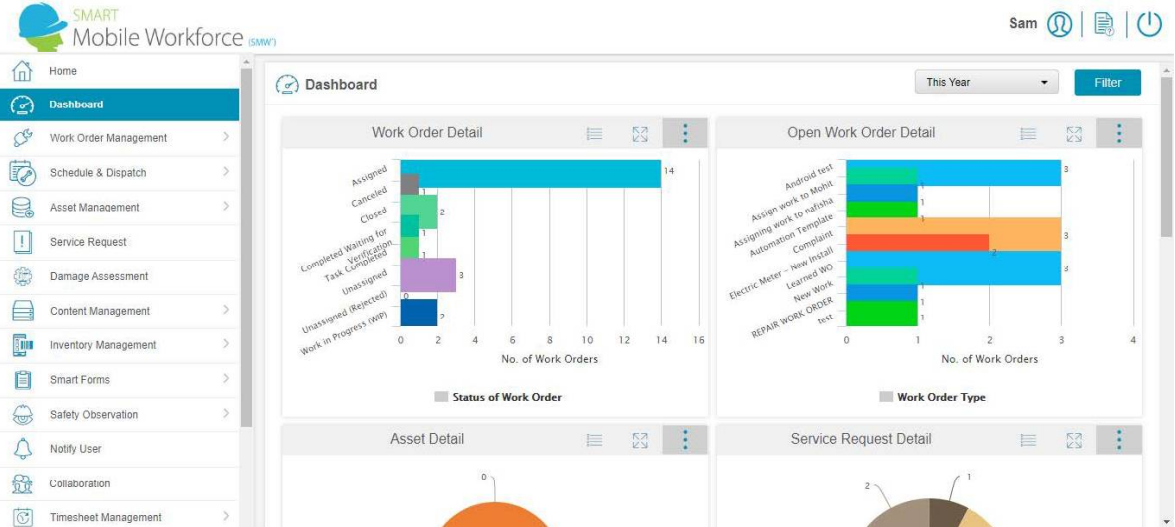 SMART
Mobile Workforce (SMW)
Sam
Home
Dashboard
Work Order Management
Schedule & Dispatch
Asset Management
Service Request
Damage Assessment
Content Management
Inventory Management
Smart Forms
Safety Observation
Notify User
Collaboration
Timesheet Management
Dashboard
This Year
Filter
Work Order Detail
Assigned
Canceled
Closed
Completed Waiting for
Verification
Task Completed
Unassigned
Unassigned (Rejected)
Work in Progress (WIP)
14
1
2
1
1
3
0
2
0 2 4 6 8 10 12 14 16
No. of Work Orders
Status of Work Order
Open Work Order Detail
Android test
Assign work to Mohit
Assigning work to nafisha
Automation Template
Complaint
Electric Meter - New Install
Learned WO
New Work
REPAIR WORK ORDER
test
3
1
1
1
3
2
3
1
1
1
0 1 2 3 4
No. of Work Orders
Work Order Type
Asset Detail
0
Service Request Detail
2
1